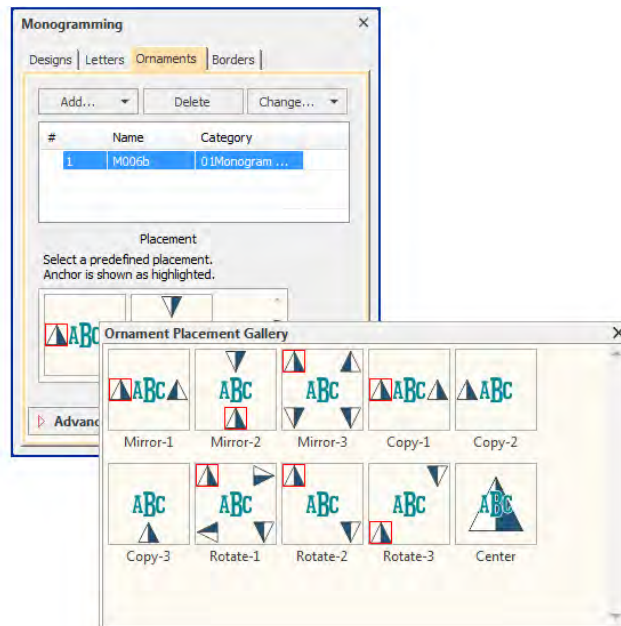 Monogramming
Designs Letters Ornaments Borders
Add... Delete Change...
# Name Category
1 M006b 01Monogram ...
Placement
Select a predefined placement.
Anchor is shown as highlighted.
ABC
Ornament Placement Gallery
ABC ABC ABC ABC ABC
Mirror-1 Mirror-2 Mirror-3 Copy-1 Copy-2
Advanc
ABC ABC ABC ABC ABC
Copy-3 Rotate-1 Rotate-2 Rotate-3 Center